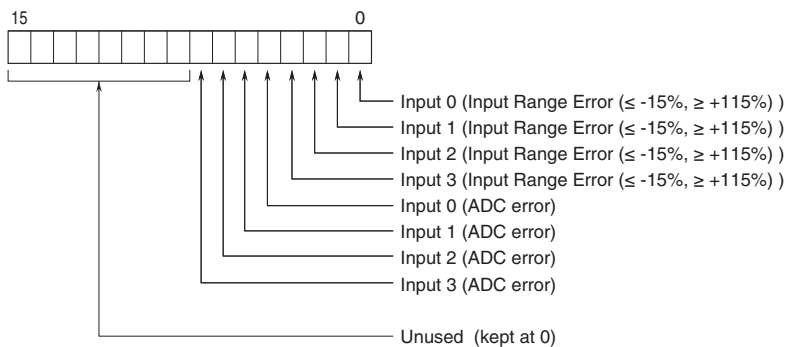 15 0
Input 0 (Input Range Error (≤ -15%, ≥ +115%) )
Input 1 (Input Range Error (≤ -15%, ≥ +115%) )
Input 2 (Input Range Error (≤ -15%, ≥ +115%) )
Input 3 (Input Range Error (≤ -15%, ≥ +115%) )
Input 0 (ADC error)
Input 1 (ADC error)
Input 2 (ADC error)
Input 3 (ADC error)
Unused (kept at 0)